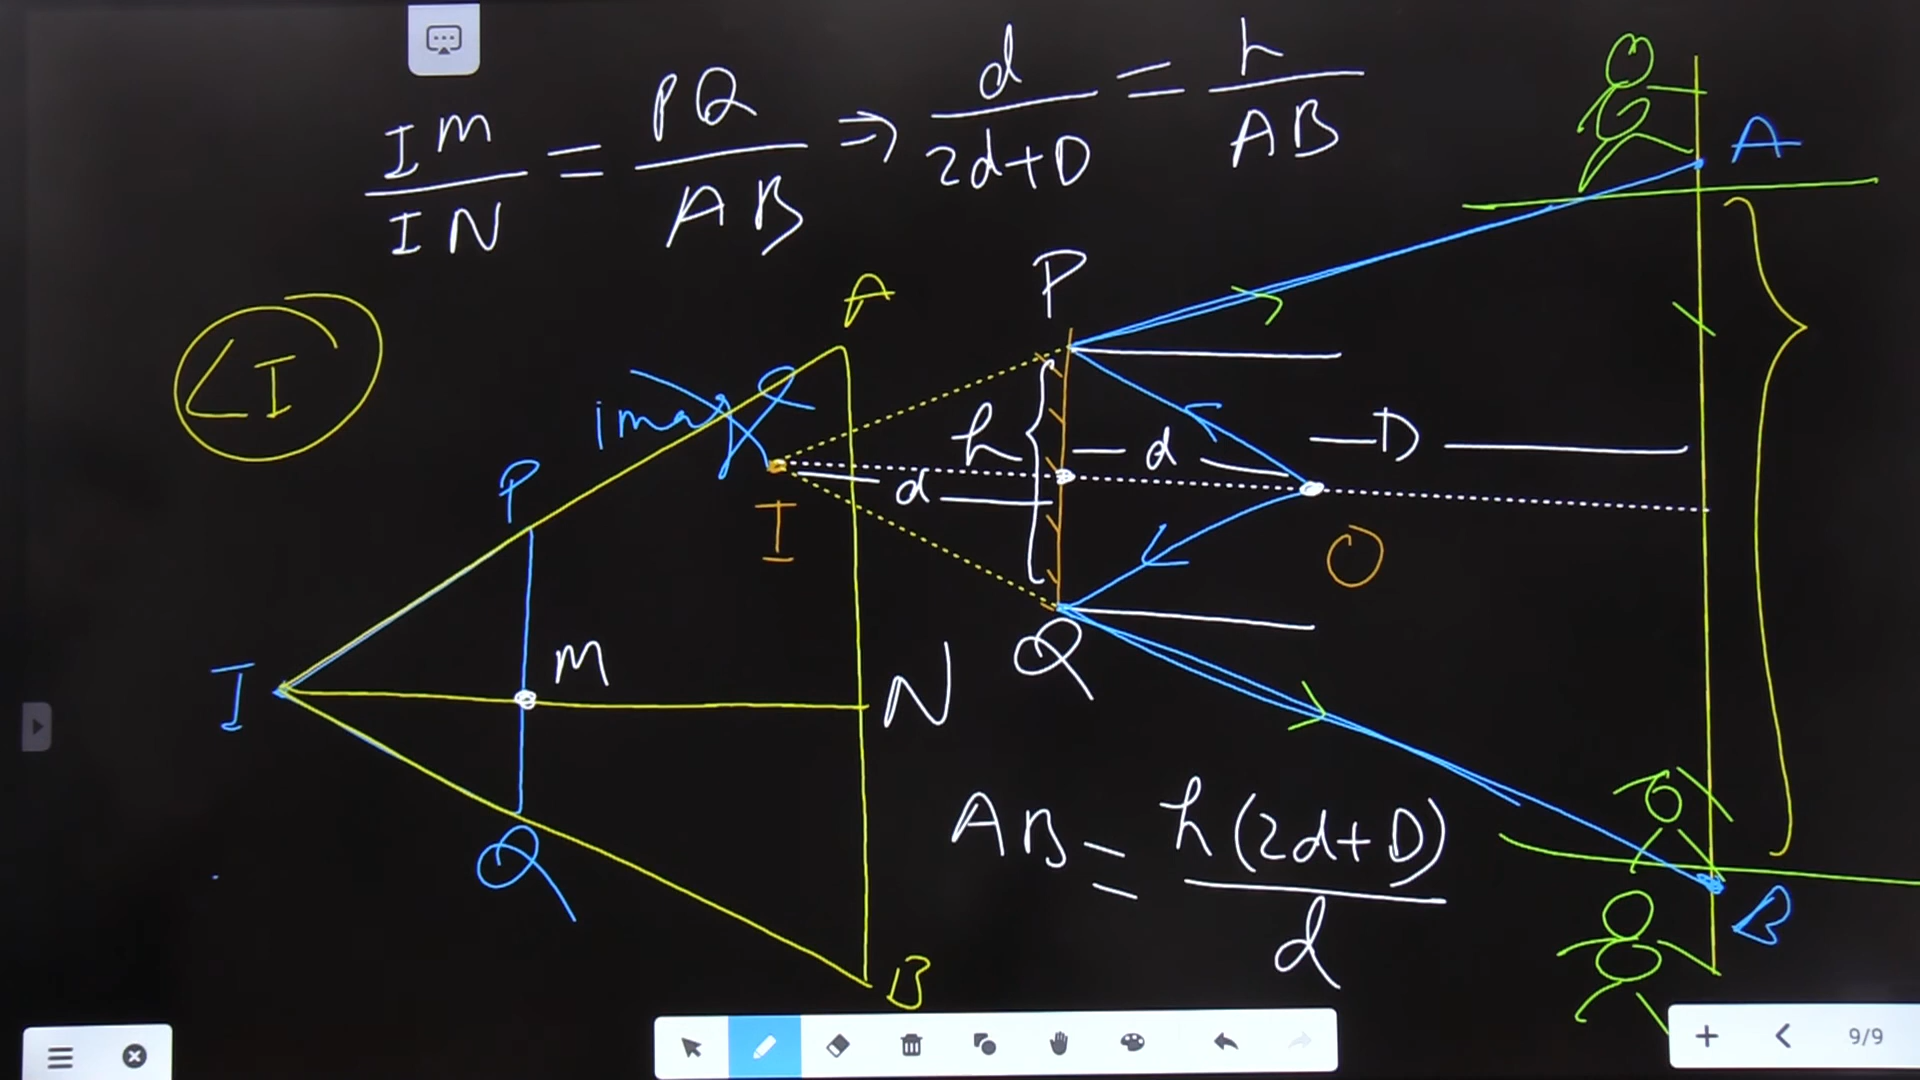 IM/IN = PQ/AB ⇒ d/(2d+D) = h/AB
A
P
A
∠I
image
P
h
d
D
d
I
O
M
Q
I
N
AB = h(2d+D)/d
Q
B
B
9/9